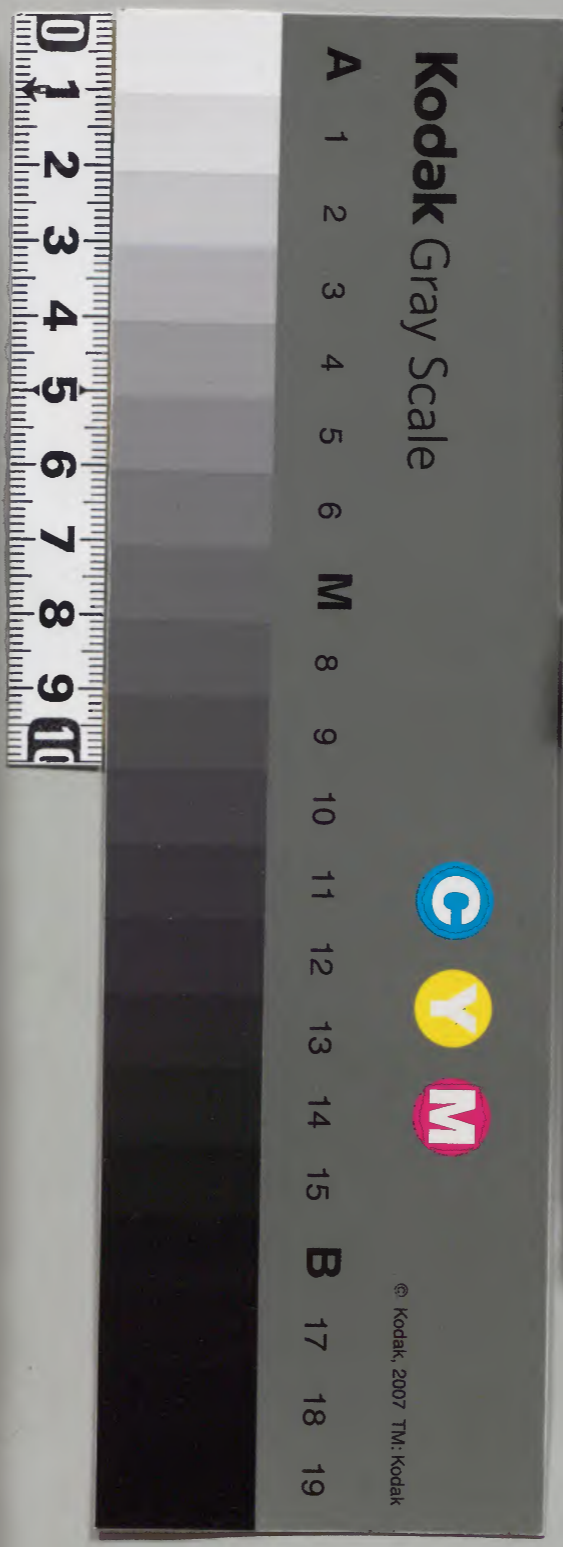 Kodak Gray Scale
C Y M
A 1 2 3 4 5 6 M 8 9 10 11 12 13 14 15 B 17 18 19
© Kodak, 2007 TM: Kodak
0 1 2 3 4 5 6 7 8 9 10